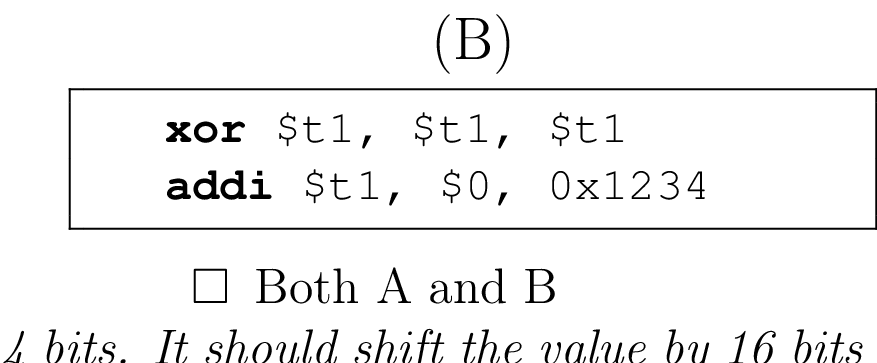 (B)
xor $t1, $t1, $t1
addi $t1, $0, 0x1234
☐ Both A and B
4 bits. It should shift the value by 16 bits